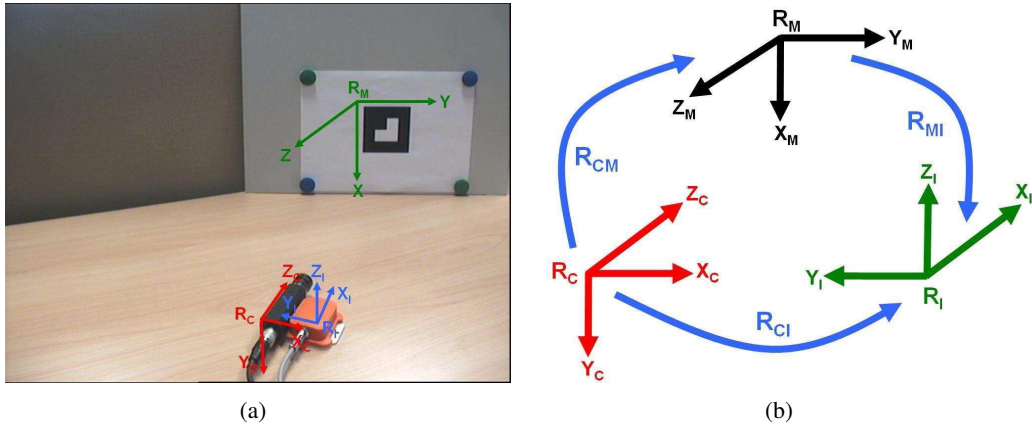 R_M
Y
Z
X
Z_C
Z_I
X_I
Y
R_C
R_I
X_C
Y_C
(a)
R_M
Y_M
Z_M
X_M
R_MI
R_CM
Z_C
Z_I
X_I
R_C
X_C
Y_I
R_I
R_CI
Y_C
(b)